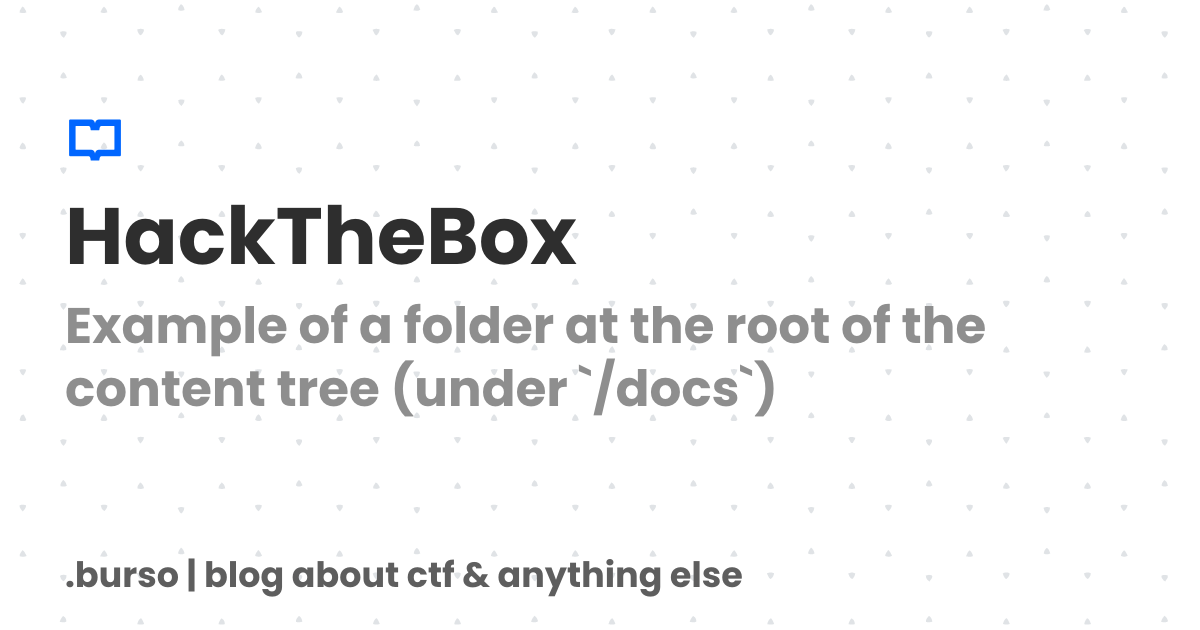 HackTheBox
Example of a folder at the root of the
content tree (under `/docs`)
.burso | blog about ctf & anything else